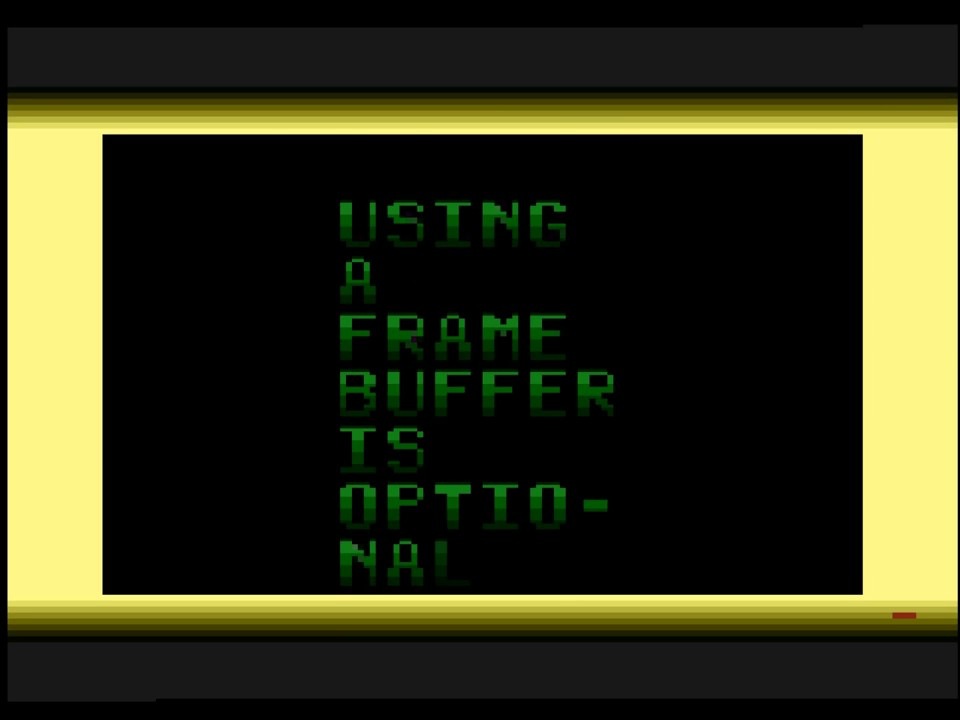 USING
A
FRAME
BUFFER
IS
OPTIO-
NAL